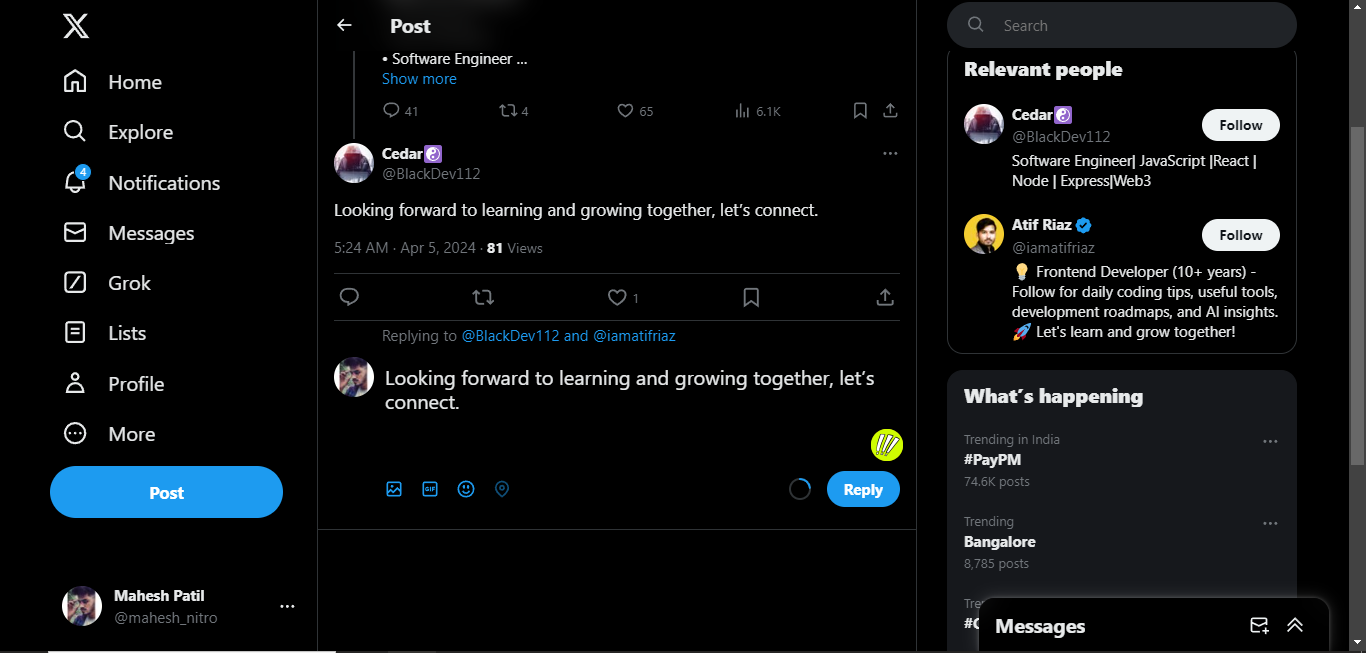 Home
Explore
4
Notifications
Messages
Grok
Lists
Profile
More
Post
Mahesh Patil
@mahesh_nitro
Post
• Software Engineer ...
Show more
41
4
65
6.1K
Cedar
@BlackDev112
Looking forward to learning and growing together, let’s connect.
5:24 AM · Apr 5, 2024 · 81 Views
1
Replying to @BlackDev112 and @iamatifriaz
Looking forward to learning and growing together, let’s
connect.
GIF
Reply
Search
Relevant people
Cedar
@BlackDev112
Follow
Software Engineer| JavaScript |React |
Node | Express|Web3
Atif Riaz
@iamatifriaz
Follow
💡 Frontend Developer (10+ years) -
Follow for daily coding tips, useful tools,
development roadmaps, and AI insights.
🚀 Let's learn and grow together!
What’s happening
Trending in India
#PayPM
74.6K posts
Trending
Bangalore
8,785 posts
Messages